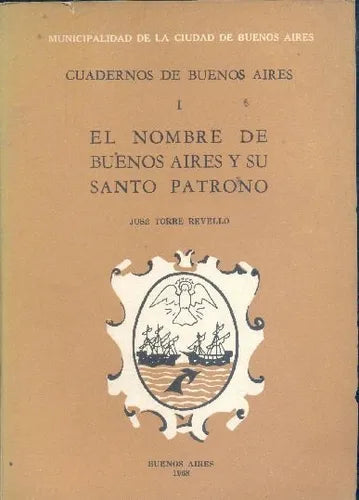 MUNICIPALIDAD DE LA CIUDAD DE BUENOS AIRES
CUADERNOS DE BUENOS AIRES
I
EL NOMBRE DE
BUENOS AIRES Y SU
SANTO PATRONO
JOSÉ TORRE REVELLO
BUENOS AIRES
1968